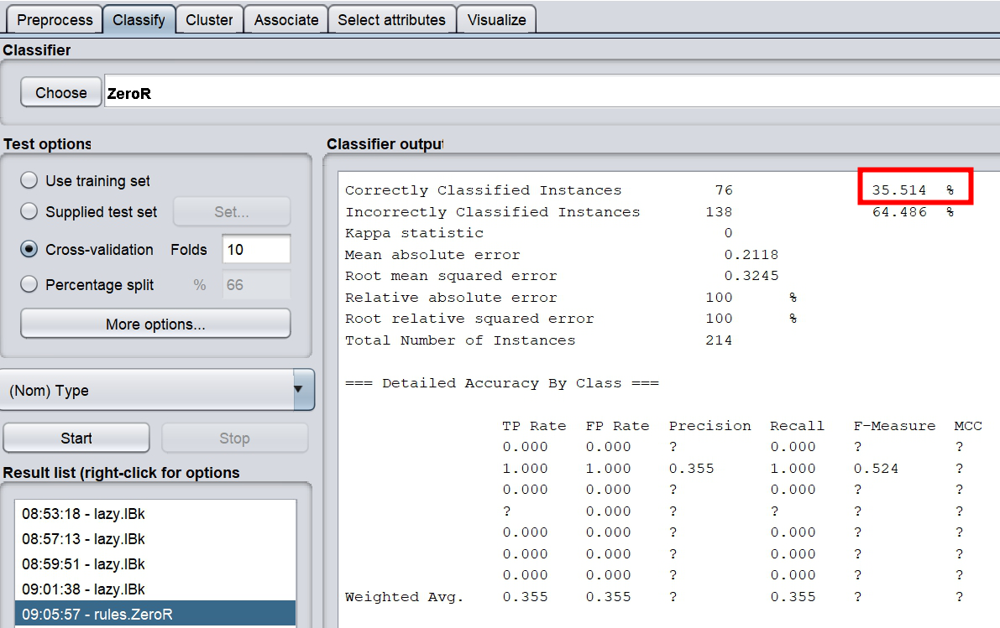 Preprocess Classify Cluster Associate Select attributes Visualize
Classifier
Choose ZeroR
Test options
Use training set
Supplied test set Set...
Cross-validation Folds 10
Percentage split % 66
More options...
(Nom) Type
Start Stop
Result list (right-click for options
08:53:18 - lazy.IBk
08:57:13 - lazy.IBk
08:59:51 - lazy.IBk
09:01:38 - lazy.IBk
09:05:57 - rules.ZeroR
Classifier output
Correctly Classified Instances 76 35.514 %
Incorrectly Classified Instances 138 64.486 %
Kappa statistic 0
Mean absolute error 0.2118
Root mean squared error 0.3245
Relative absolute error 100 %
Root relative squared error 100 %
Total Number of Instances 214
=== Detailed Accuracy By Class ===
TP Rate FP Rate Precision Recall F-Measure MCC
0.000 0.000 ? 0.000 ? ?
1.000 1.000 0.355 1.000 0.524 ?
0.000 0.000 ? 0.000 ? ?
? 0.000 ? ? ? ?
0.000 0.000 ? 0.000 ? ?
0.000 0.000 ? 0.000 ? ?
0.000 0.000 ? 0.000 ? ?
Weighted Avg. 0.355 0.355 ? 0.355 ? ?